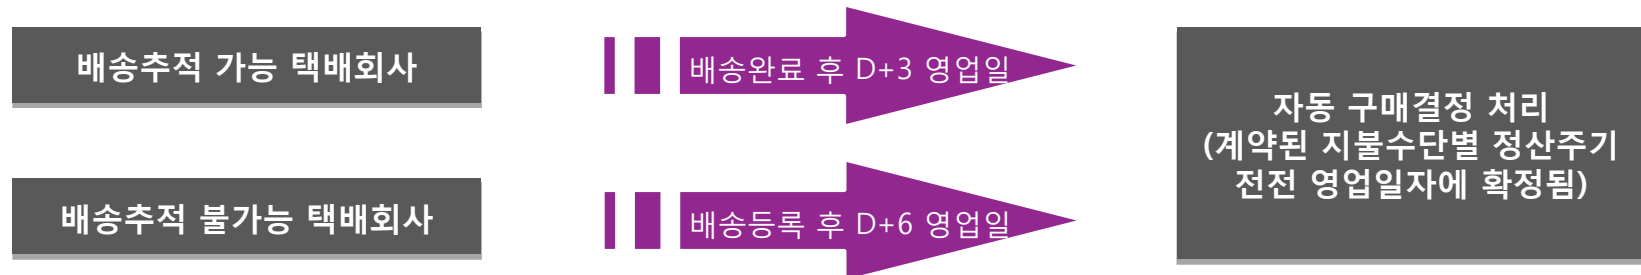 배송추적 가능 택배회사
배송완료 후 D+3 영업일
배송추적 불가능 택배회사
배송등록 후 D+6 영업일
자동 구매결정 처리
(계약된 지불수단별 정산주기
전전 영업일자에 확정됨)